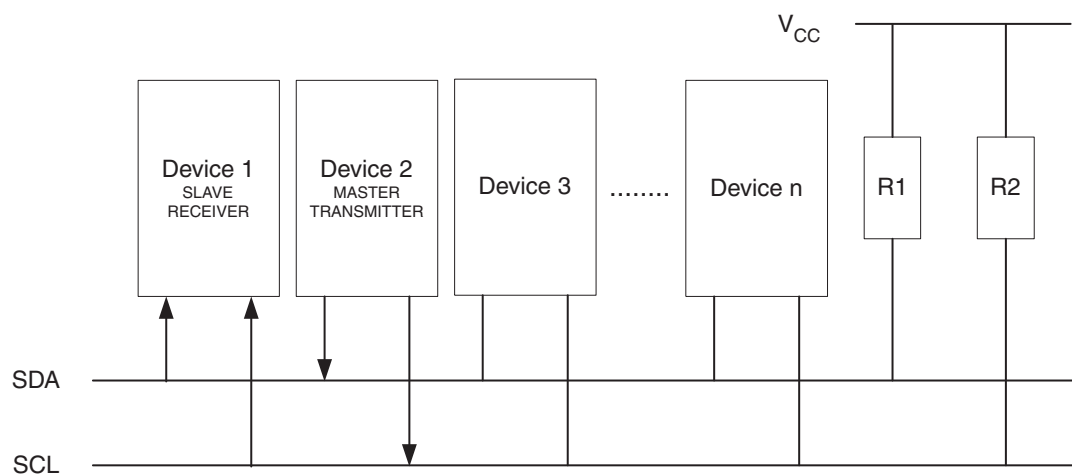 VCC
Device 1
SLAVE
RECEIVER
Device 2
MASTER
TRANSMITTER
Device 3
........
Device n
R1
R2
SDA
SCL